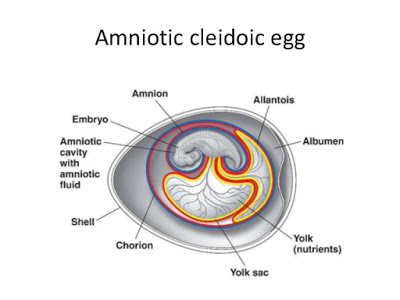 Amniotic cleidoic egg
Amnion
Allantois
Embryo
Albumen
Amniotic
cavity
with
amniotic
fluid
Shell
Chorion
Yolk
(nutrients)
Yolk sac